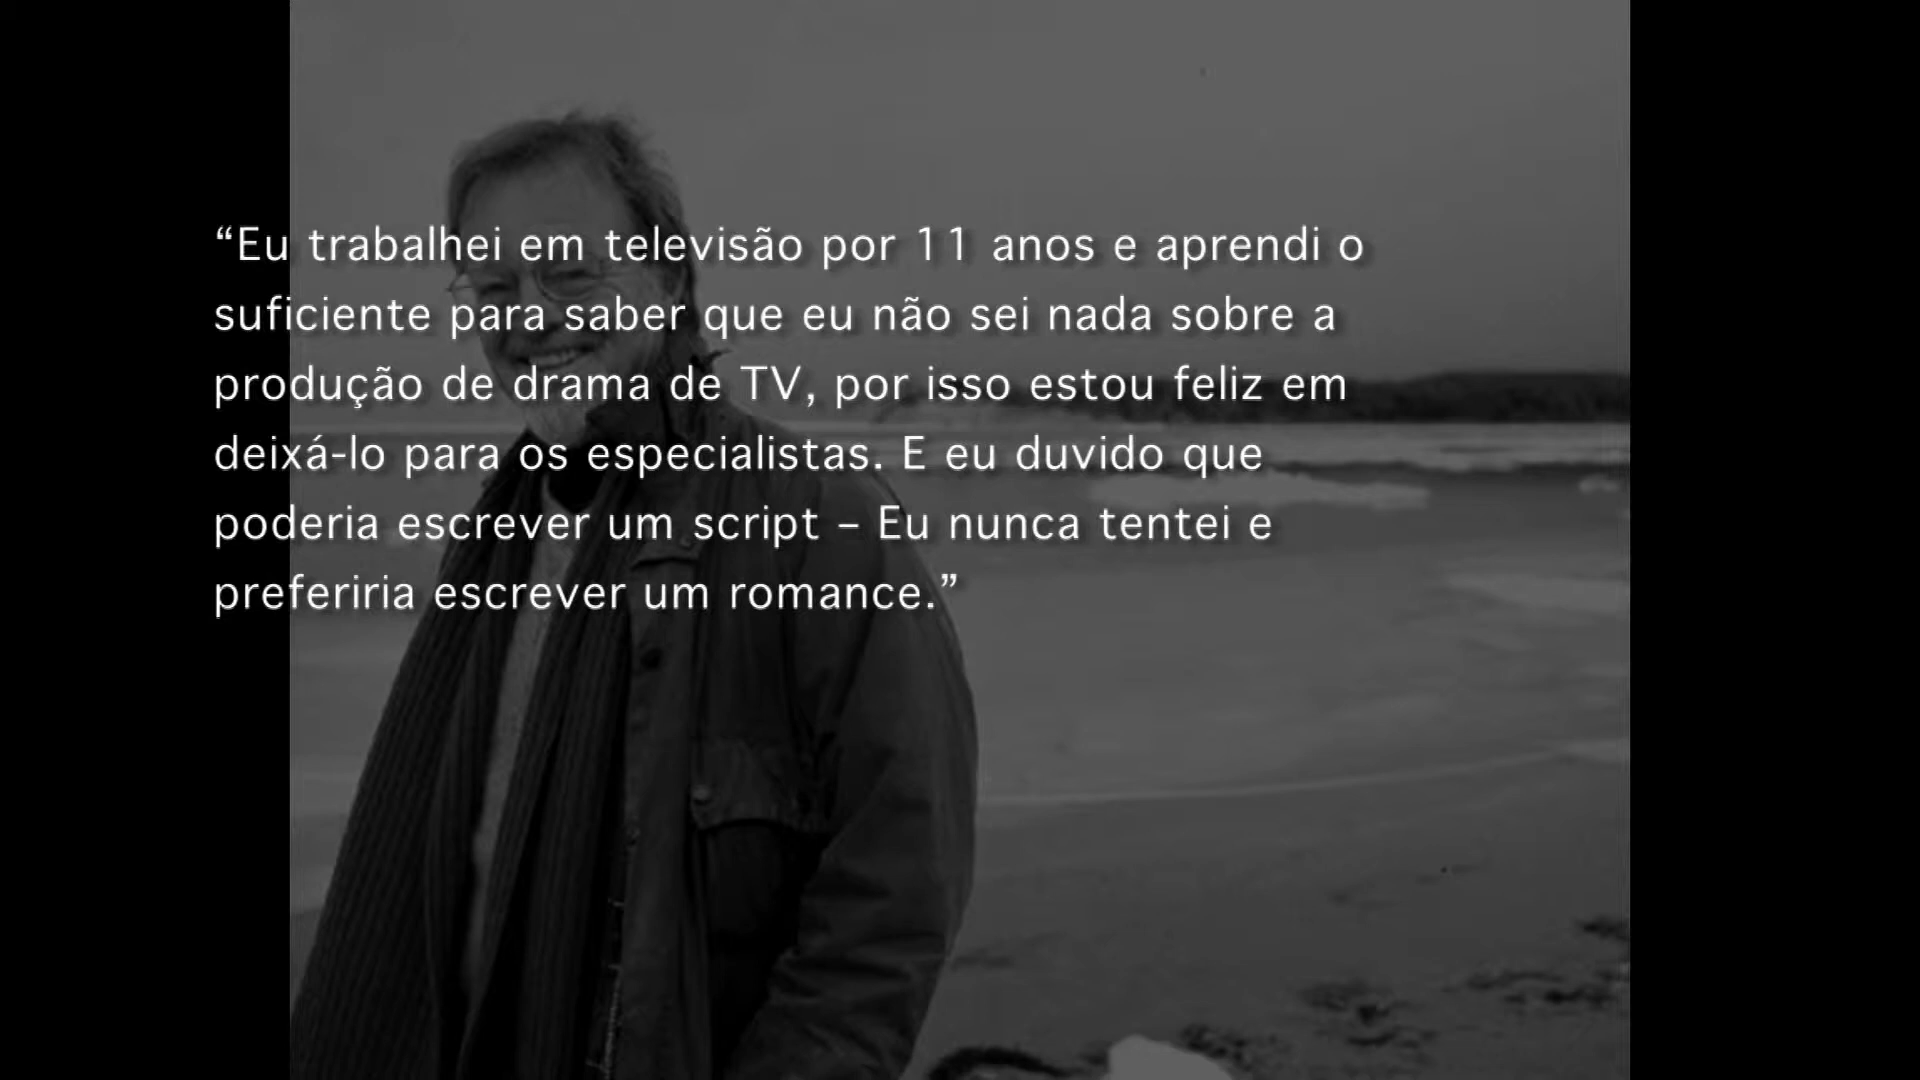 “Eu trabalhei em televisão por 11 anos e aprendi o
suficiente para saber que eu não sei nada sobre a
produção de drama de TV, por isso estou feliz em
deixá-lo para os especialistas. E eu duvido que
poderia escrever um script – Eu nunca tentei e
preferiria escrever um romance.”